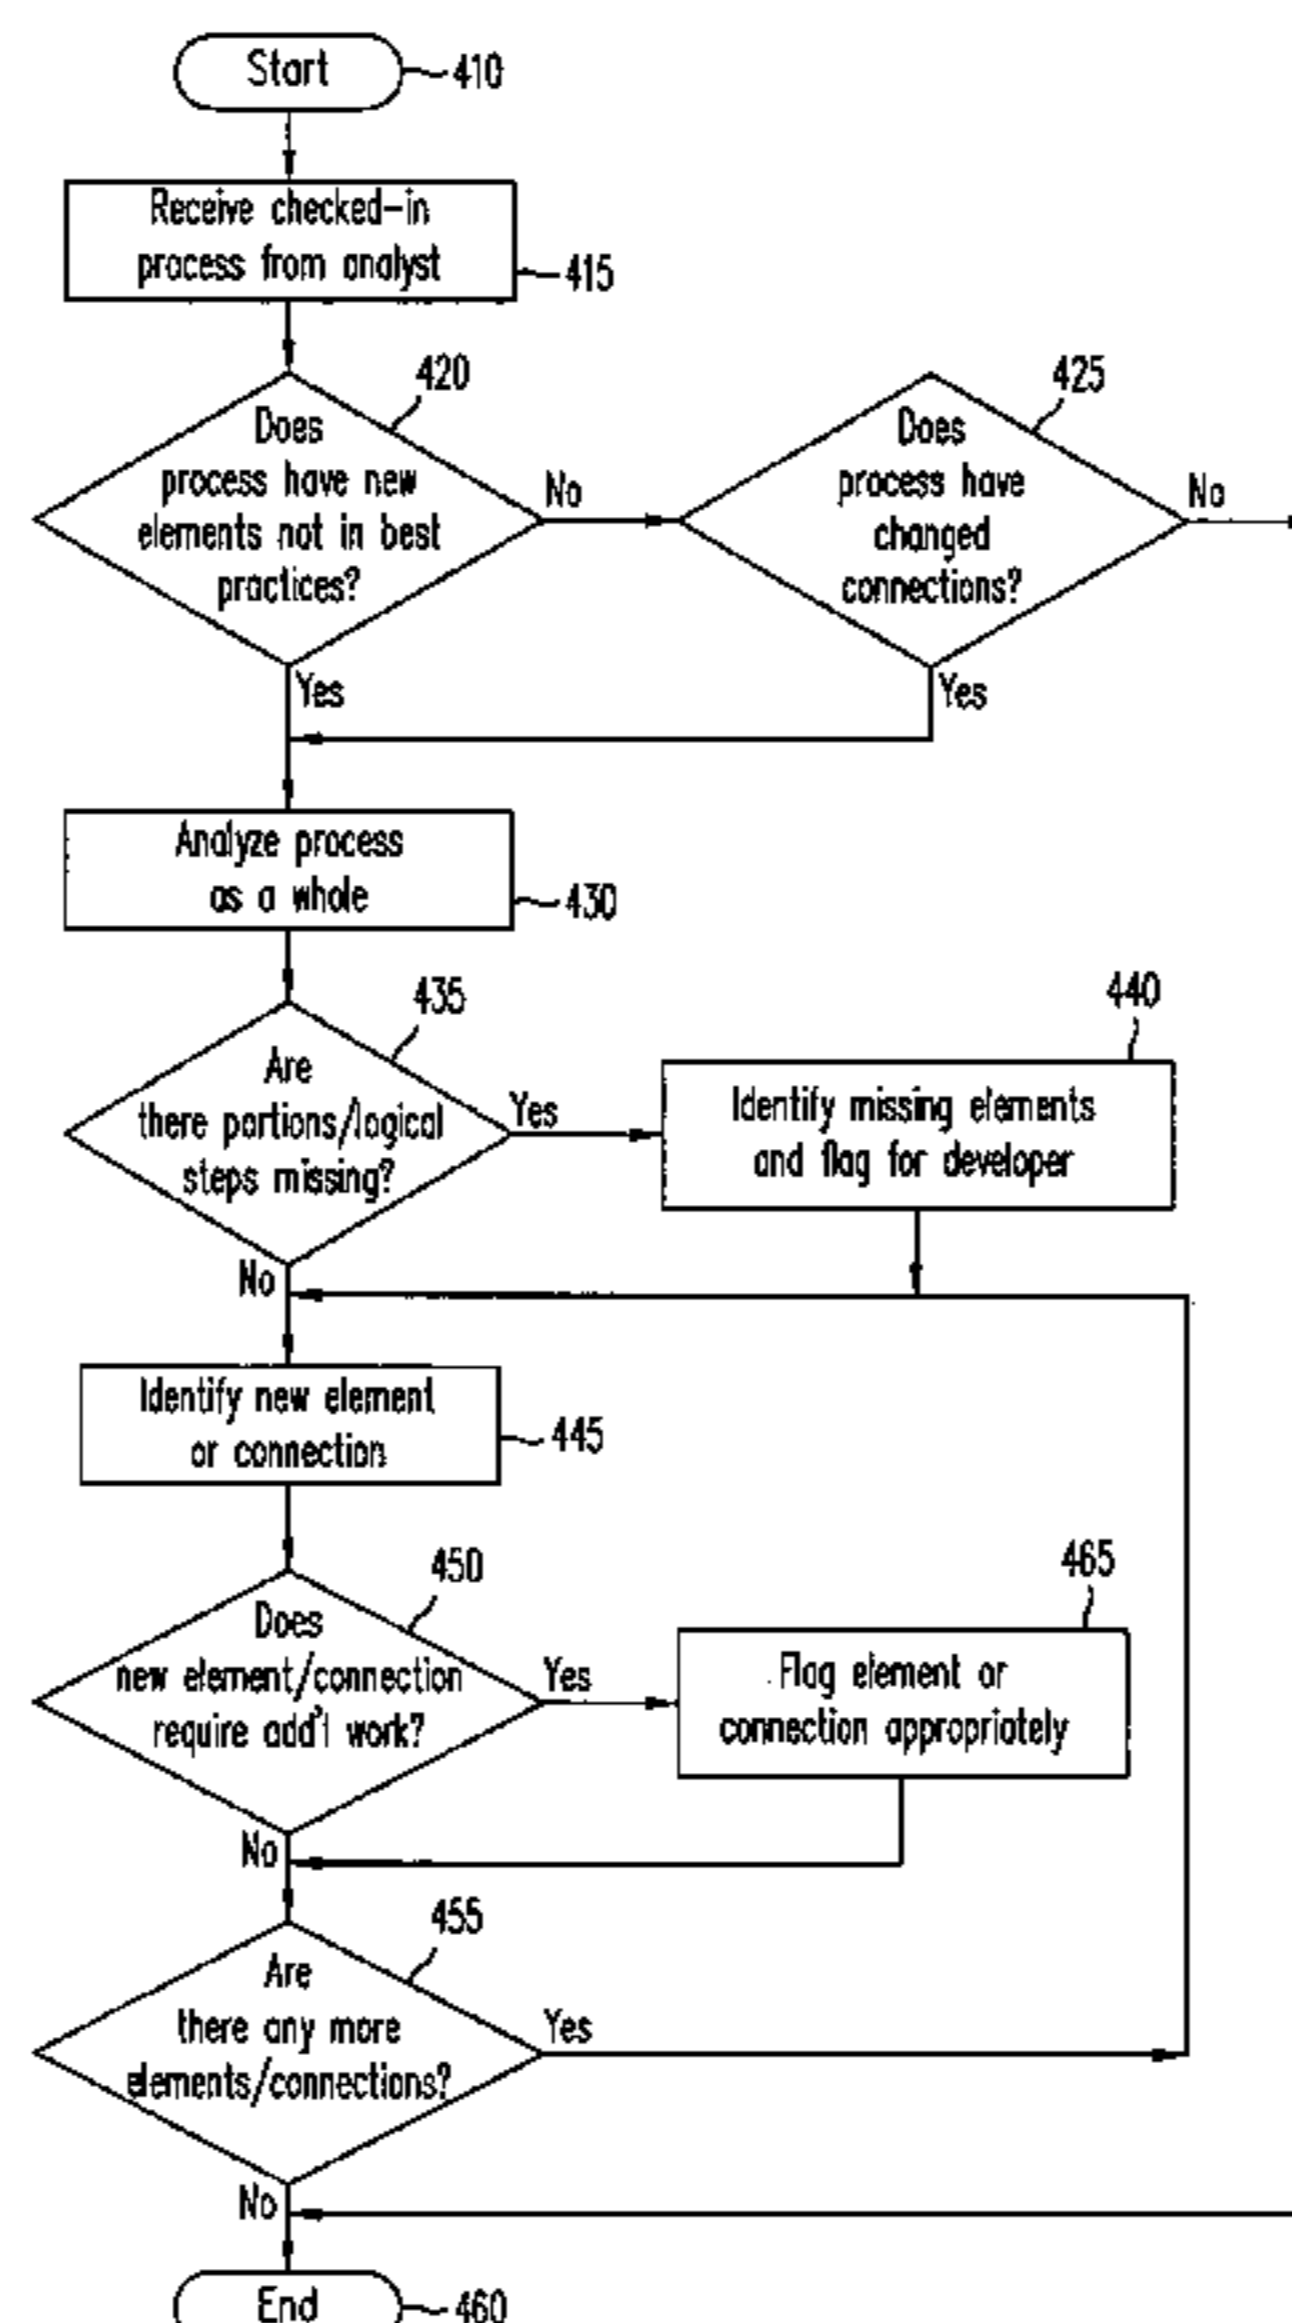 Start
410
Receive checked-in
process from analyst
415
420
Does
process have new
elements not in best
practices?
No
Yes
425
Does
process have
changed
connections?
No
Yes
Analyze process
as a whole
430
435
Are
there portions/logical
steps missing?
Yes
No
440
Identify missing elements
and flag for developer
Identify new element
or connection
445
450
Does
new element/connection
require add'l work?
Yes
No
465
Flag element or
connection appropriately
455
Are
there any more
elements/connections?
Yes
No
End
460